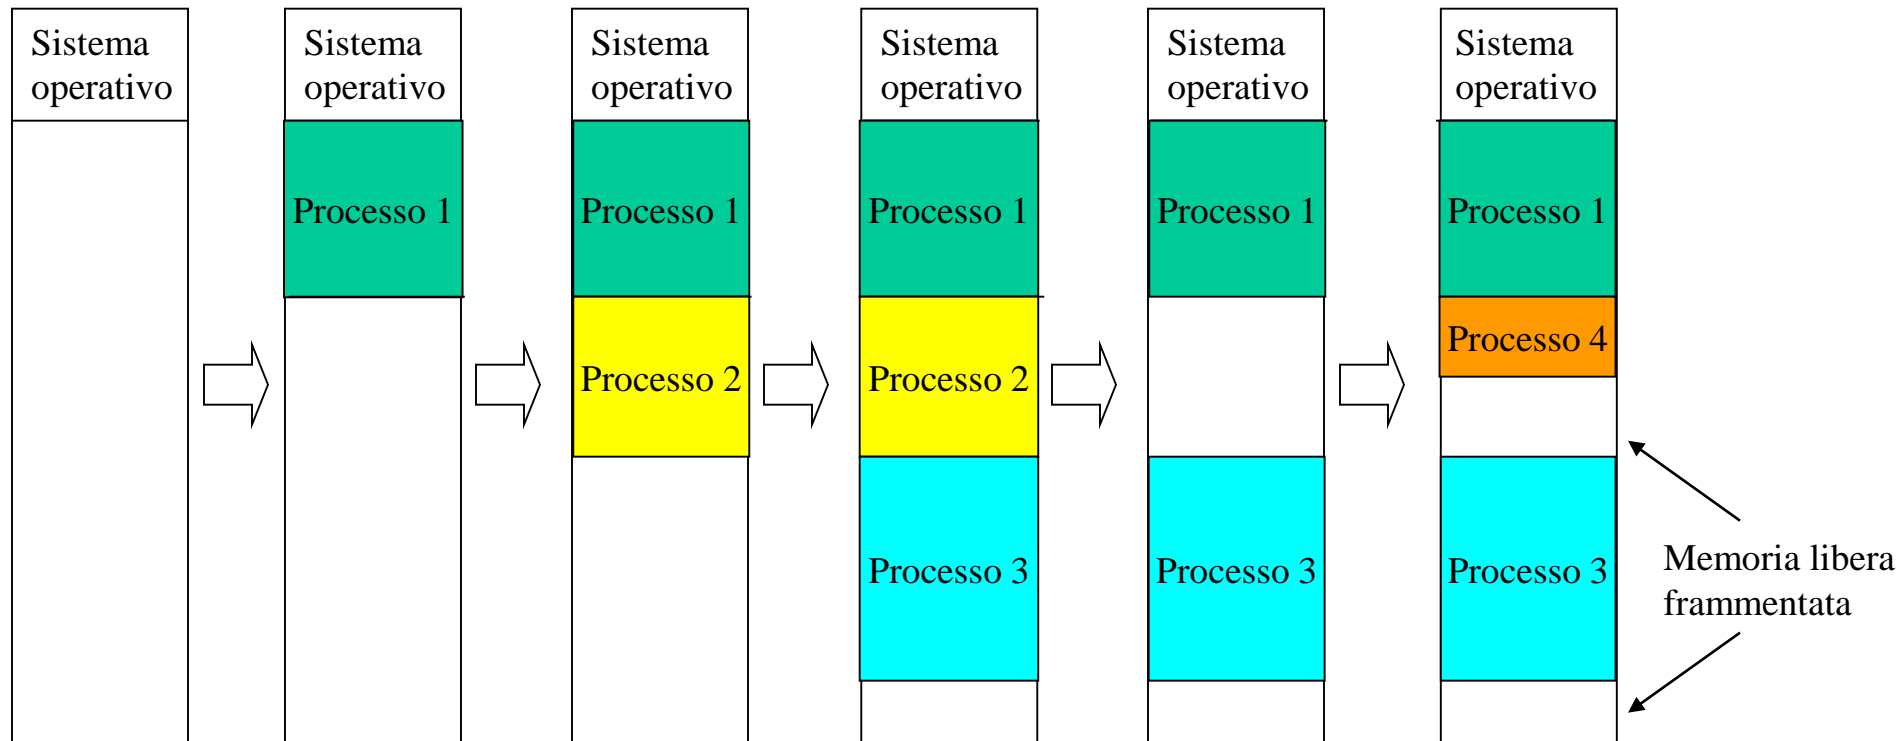 Sistema
operativo
Sistema
operativo
Processo 1
Sistema
operativo
Processo 1
Processo 2
Sistema
operativo
Processo 1
Processo 2
Processo 3
Sistema
operativo
Processo 1
Processo 3
Sistema
operativo
Processo 1
Processo 4
Processo 3
Memoria libera
frammentata